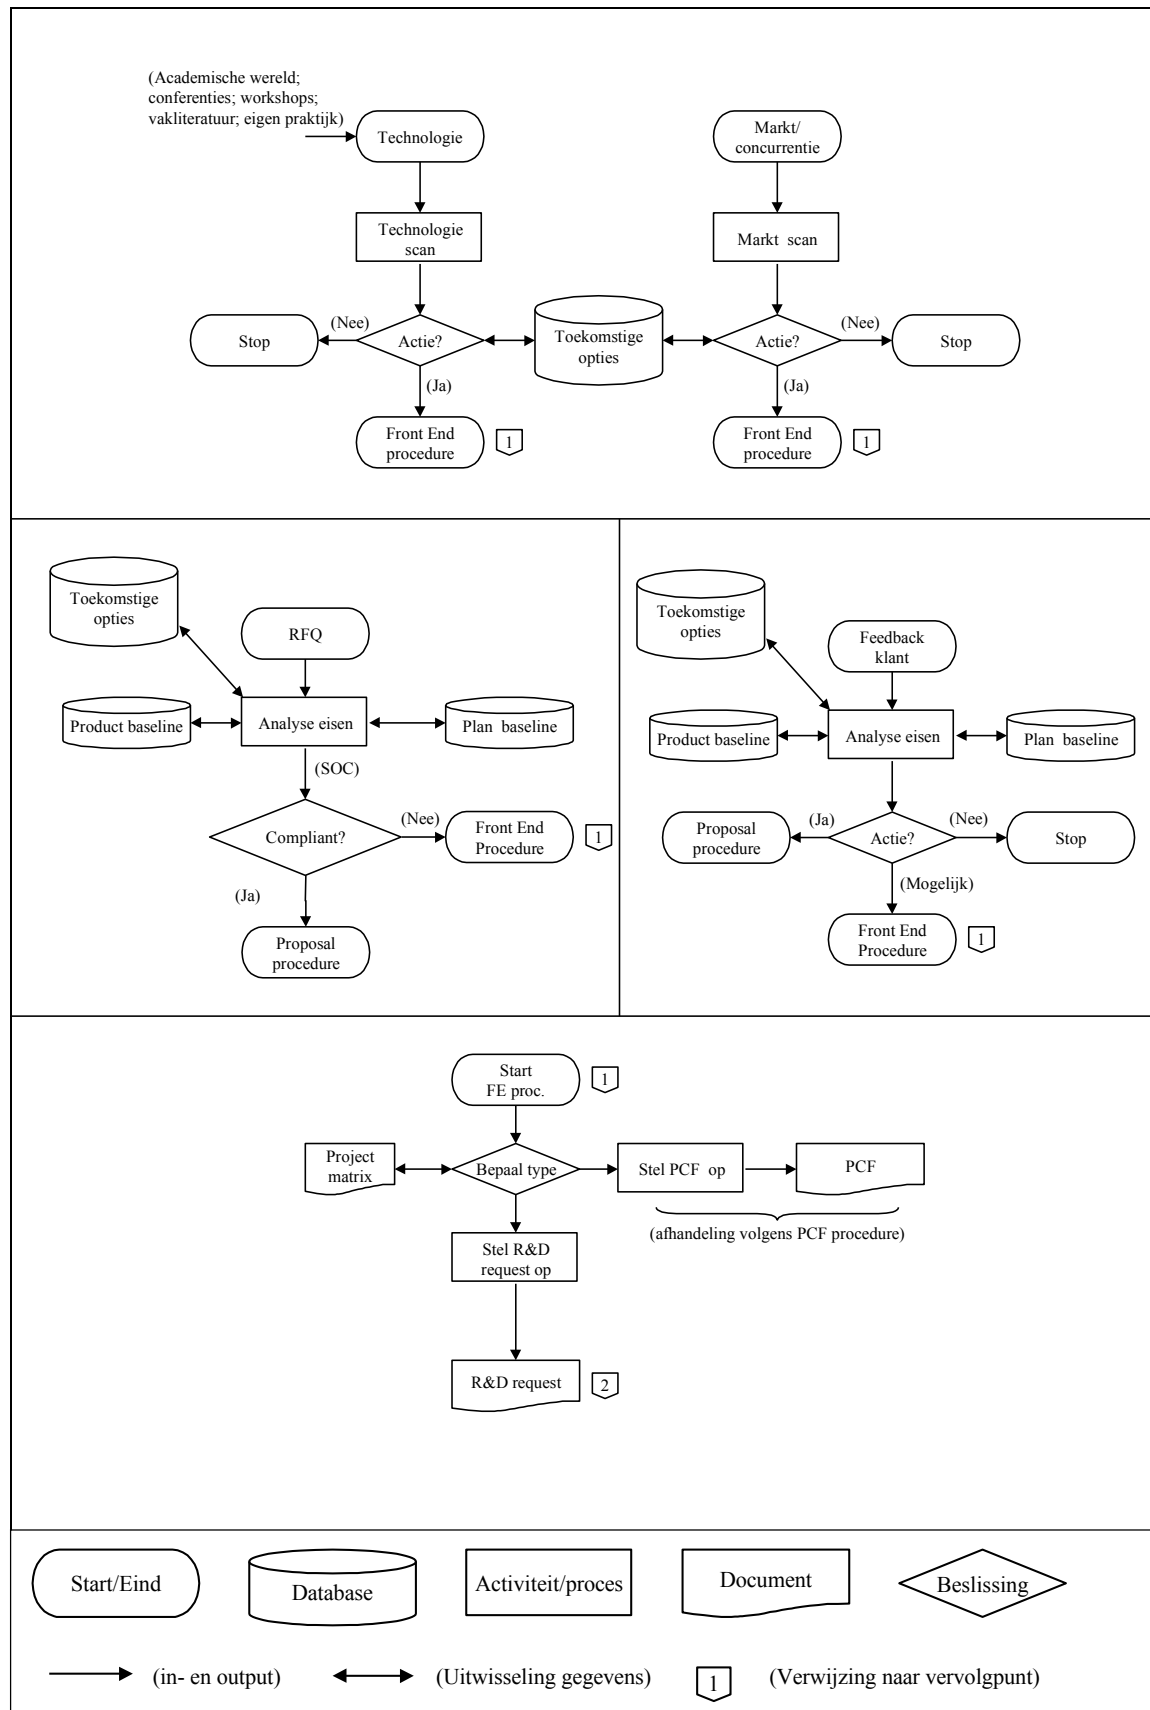 (Academische wereld;
conferenties; workshops;
vakliteratuur; eigen praktijk)
Technologie
Markt/
concurrentie
Technologie
scan
Markt scan
(Nee)
Stop
Actie?
Toekomstige
opties
Actie?
(Nee)
Stop
(Ja)
(Ja)
Front End
procedure
1
Front End
procedure
1
Toekomstige
opties
RFQ
Product baseline
Analyse eisen
Plan baseline
(SOC)
Compliant?
(Nee)
Front End
Procedure
1
(Ja)
Proposal
procedure
Toekomstige
opties
Feedback
klant
Product baseline
Analyse eisen
Plan baseline
Proposal
procedure
(Ja)
Actie?
(Nee)
Stop
(Mogelijk)
Front End
Procedure
1
Start
FE proc.
1
Project
matrix
Bepaal type
Stel PCF op
PCF
(afhandeling volgens PCF procedure)
Stel R&D
request op
R&D request
2
Start/Eind
Database
Activiteit/proces
Document
Beslissing
(in- en output)
(Uitwisseling gegevens)
1
(Verwijzing naar vervolgpunt)